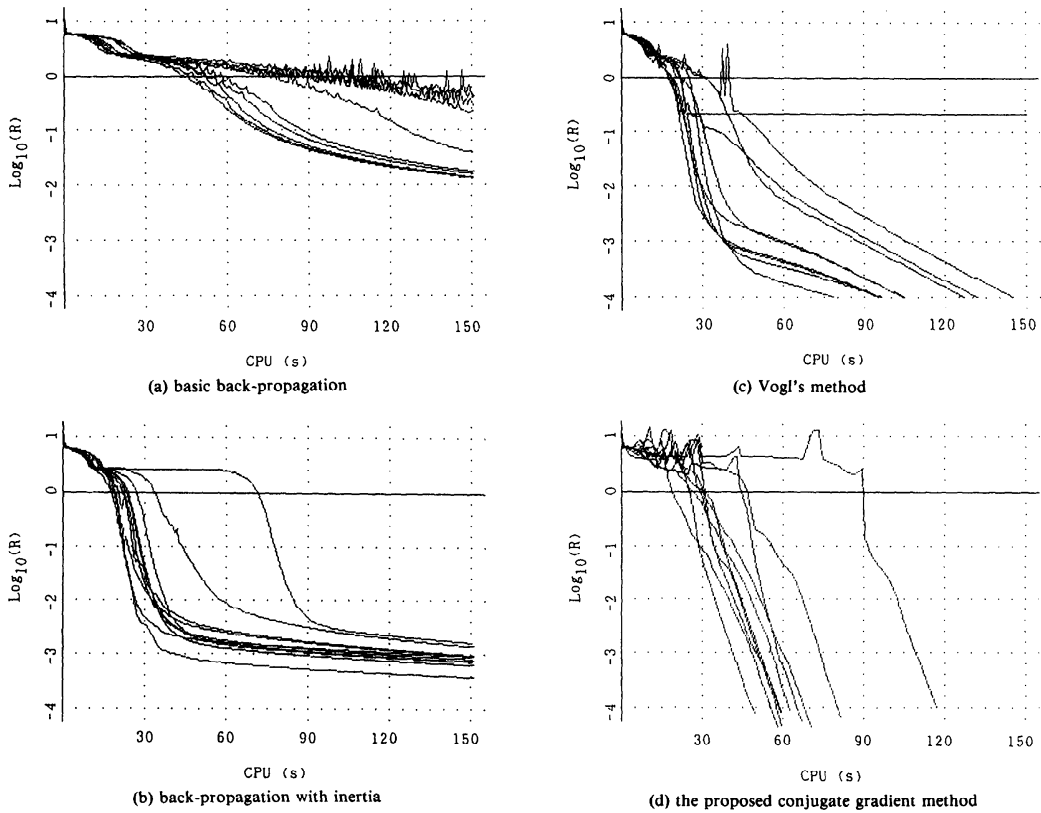 1
0
-1
-2
-3
-4
Log10(R)
30 60 90 120 150
CPU (s)
(a) basic back-propagation
1
0
-1
-2
-3
-4
Log10(R)
30 60 90 120 150
CPU (s)
(c) Vogl's method
1
0
-1
-2
-3
-4
Log10(R)
30 60 90 120 150
CPU (s)
(b) back-propagation with inertia
1
0
-1
-2
-3
-4
Log10(R)
30 60 90 120 150
CPU (s)
(d) the proposed conjugate gradient method